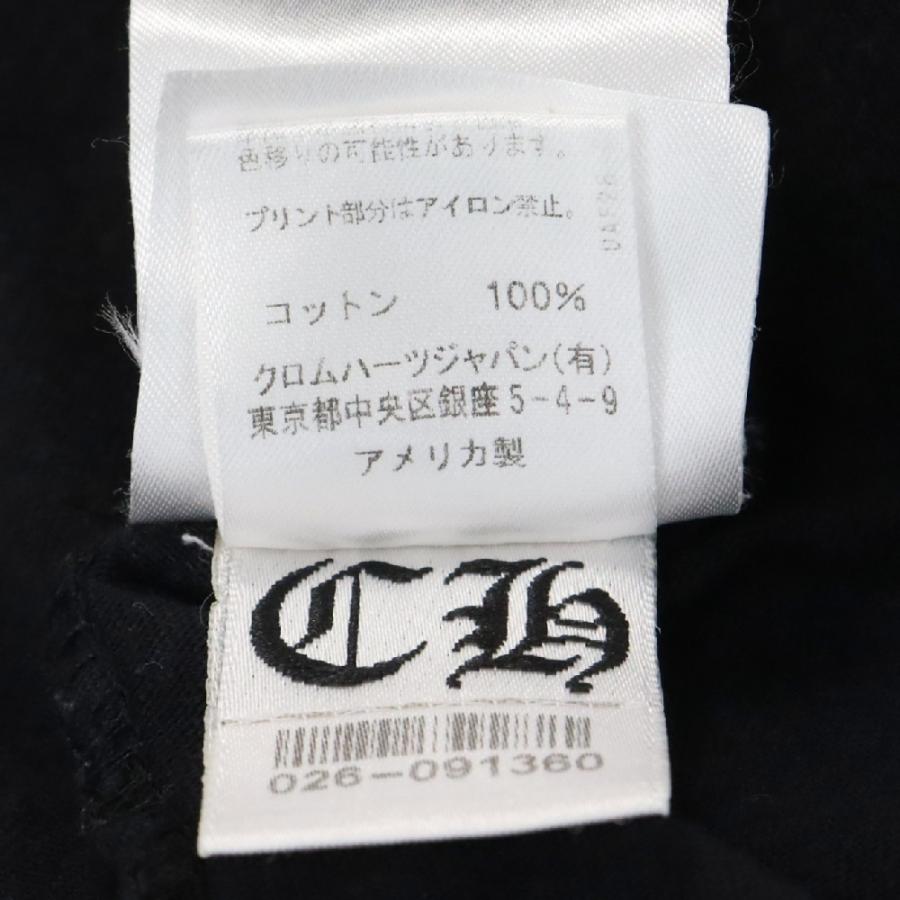 色移りの可能性があります。
プリント部分はアイロン禁止。
コットン 100%
クロムハーツジャパン(有)
東京都中央区銀座5-4-9
アメリカ製
CH
026-091360